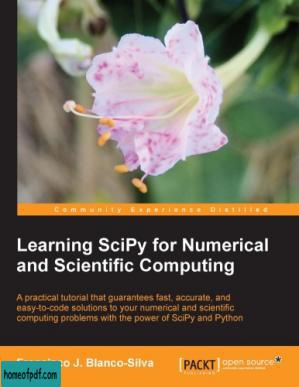 Community Experience Distilled
Learning SciPy for Numerical
and Scientific Computing
A practical tutorial that guarantees fast, accurate, and
easy-to-code solutions to your numerical and scientific
computing problems with the power of SciPy and Python
J. Blanco-Silva
[PACKT] open source*
PUBLISHING
homeofpdf.com